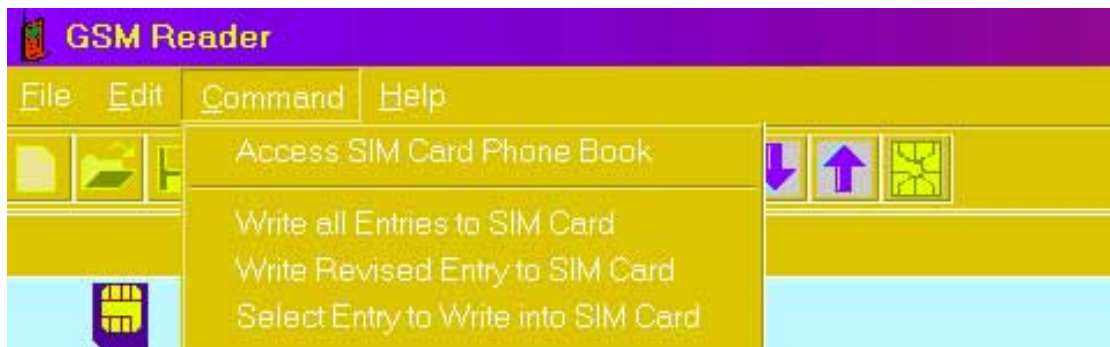 GSM Reader
File Edit Command Help
Access SIM Card Phone Book
Write all Entries to SIM Card
Write Revised Entry to SIM Card
Select Entry to Write into SIM Card